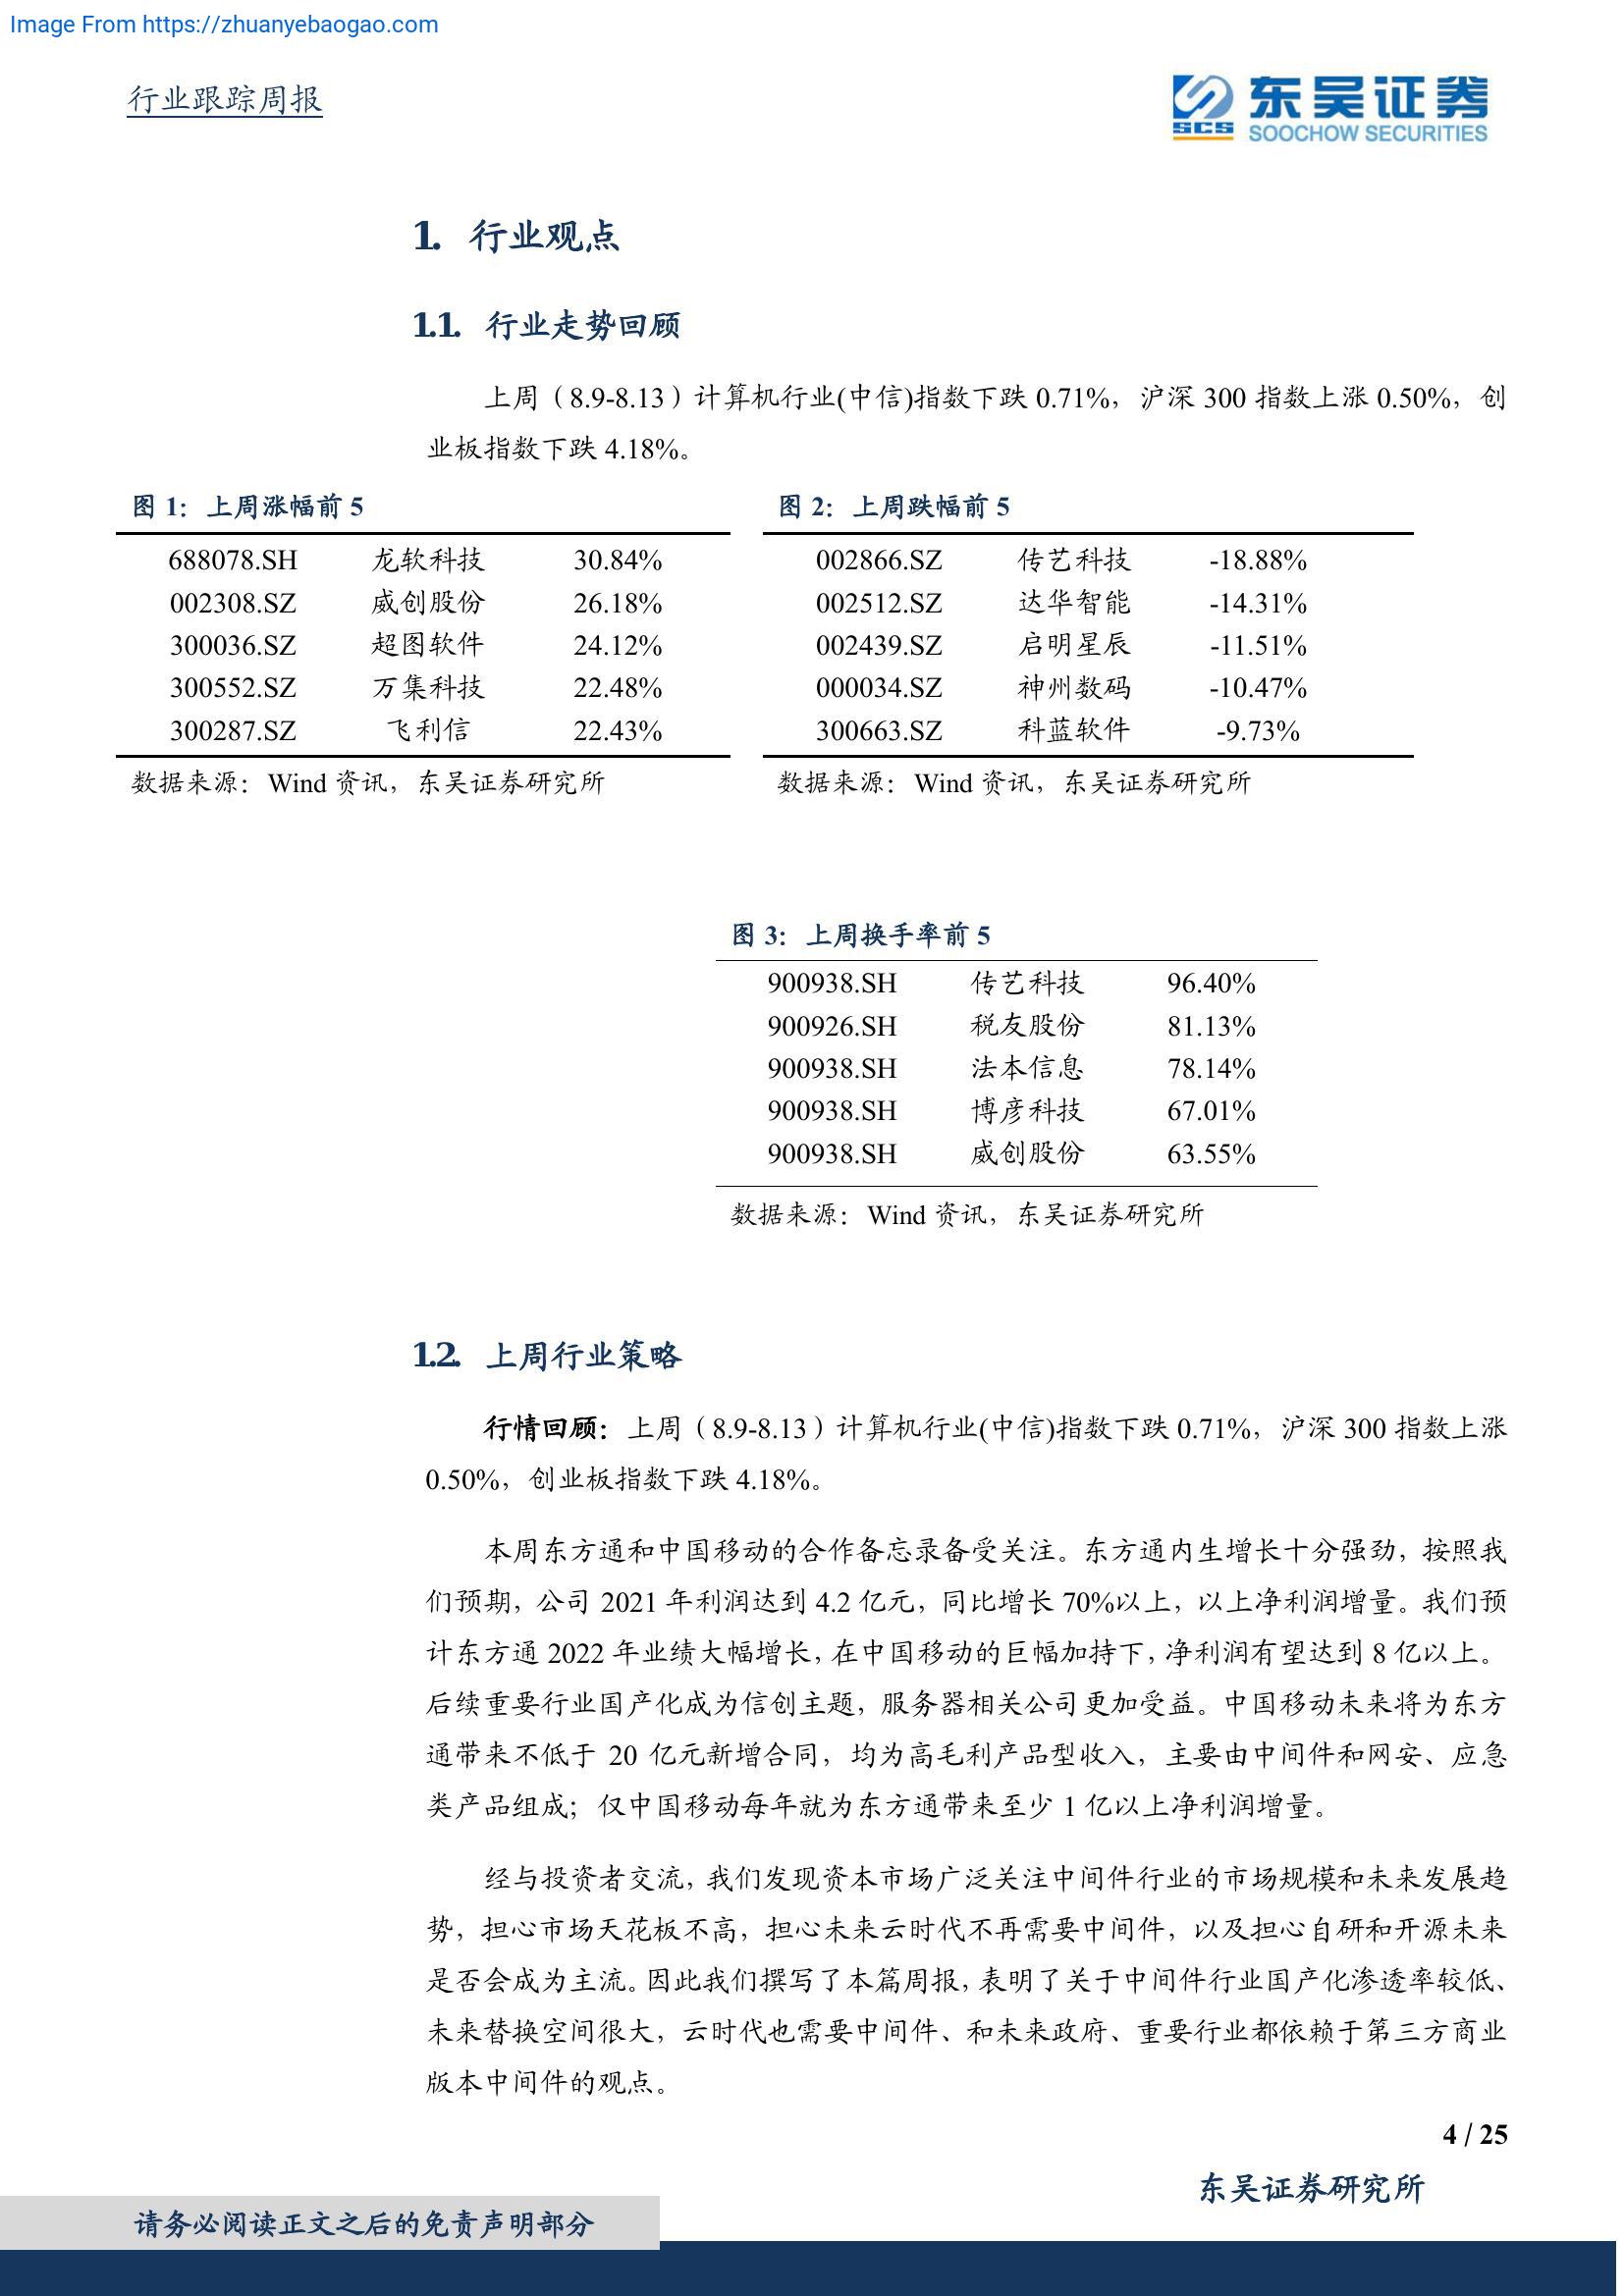 Image From https://zhuanyebaogao.com
行业跟踪周报
SCS 东吴证券
SOOCHOW SECURITIES
1. 行业观点
1.1. 行业走势回顾
上周（8.9-8.13）计算机行业(中信)指数下跌 0.71%，沪深 300 指数上涨 0.50%，创
业板指数下跌 4.18%。
图 1：上周涨幅前 5
688078.SH 龙软科技 30.84%
002308.SZ 威创股份 26.18%
300036.SZ 超图软件 24.12%
300552.SZ 万集科技 22.48%
300287.SZ 飞利信 22.43%
数据来源：Wind 资讯，东吴证券研究所
图 2：上周跌幅前 5
002866.SZ 传艺科技 -18.88%
002512.SZ 达华智能 -14.31%
002439.SZ 启明星辰 -11.51%
000034.SZ 神州数码 -10.47%
300663.SZ 科蓝软件 -9.73%
数据来源：Wind 资讯，东吴证券研究所
图 3：上周换手率前 5
900938.SH 传艺科技 96.40%
900926.SH 税友股份 81.13%
900938.SH 法本信息 78.14%
900938.SH 博彦科技 67.01%
900938.SH 威创股份 63.55%
数据来源：Wind 资讯，东吴证券研究所
1.2. 上周行业策略
行情回顾：上周（8.9-8.13）计算机行业(中信)指数下跌 0.71%，沪深 300 指数上涨
0.50%，创业板指数下跌 4.18%。
本周东方通和中国移动的合作备忘录备受关注。东方通内生增长十分强劲，按照我
们预期，公司 2021 年利润达到 4.2 亿元，同比增长 70%以上，以上净利润增量。我们预
计东方通 2022 年业绩大幅增长，在中国移动的巨幅加持下，净利润有望达到 8 亿以上。
后续重要行业国产化成为信创主题，服务器相关公司更加受益。中国移动未来将为东方
通带来不低于 20 亿元新增合同，均为高毛利产品型收入，主要由中间件和网安、应急
类产品组成；仅中国移动每年就为东方通带来至少 1 亿以上净利润增量。
经与投资者交流，我们发现资本市场广泛关注中间件行业的市场规模和未来发展趋
势，担心市场天花板不高，担心未来云时代不再需要中间件，以及担心自研和开源未来
是否会成为主流。因此我们撰写了本篇周报，表明了关于中间件行业国产化渗透率较低、
未来替换空间很大，云时代也需要中间件、和未来政府、重要行业都依赖于第三方商业
版本中间件的观点。
4 / 25
东吴证券研究所
请务必阅读正文之后的免责声明部分